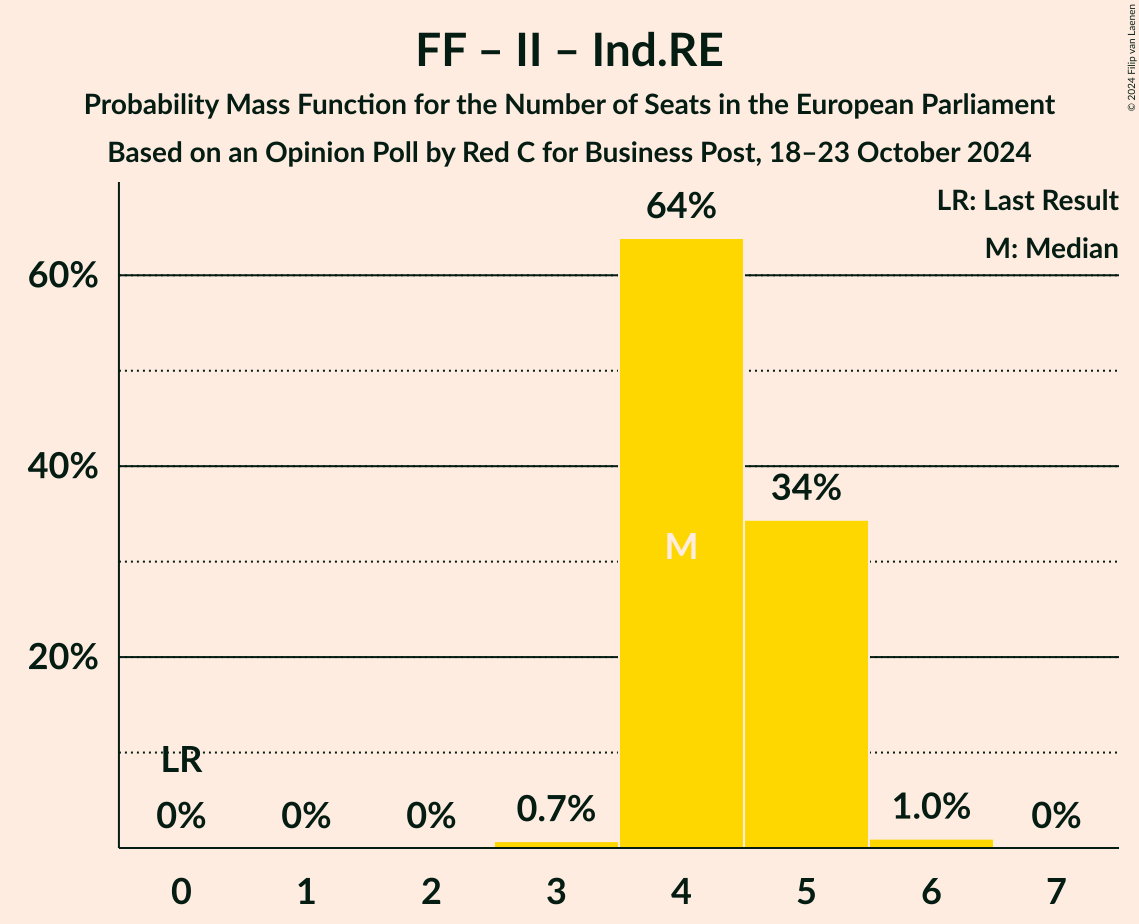 FF – II – Ind.RE
Probability Mass Function for the Number of Seats in the European Parliament
Based on an Opinion Poll by Red C for Business Post, 18–23 October 2024
© 2024 Filip van Laenen
LR: Last Result
M: Median
64%
60%
40%
34%
M
20%
LR
0%
0%
0%
0.7%
1.0%
0%
0 1 2 3 4 5 6 7